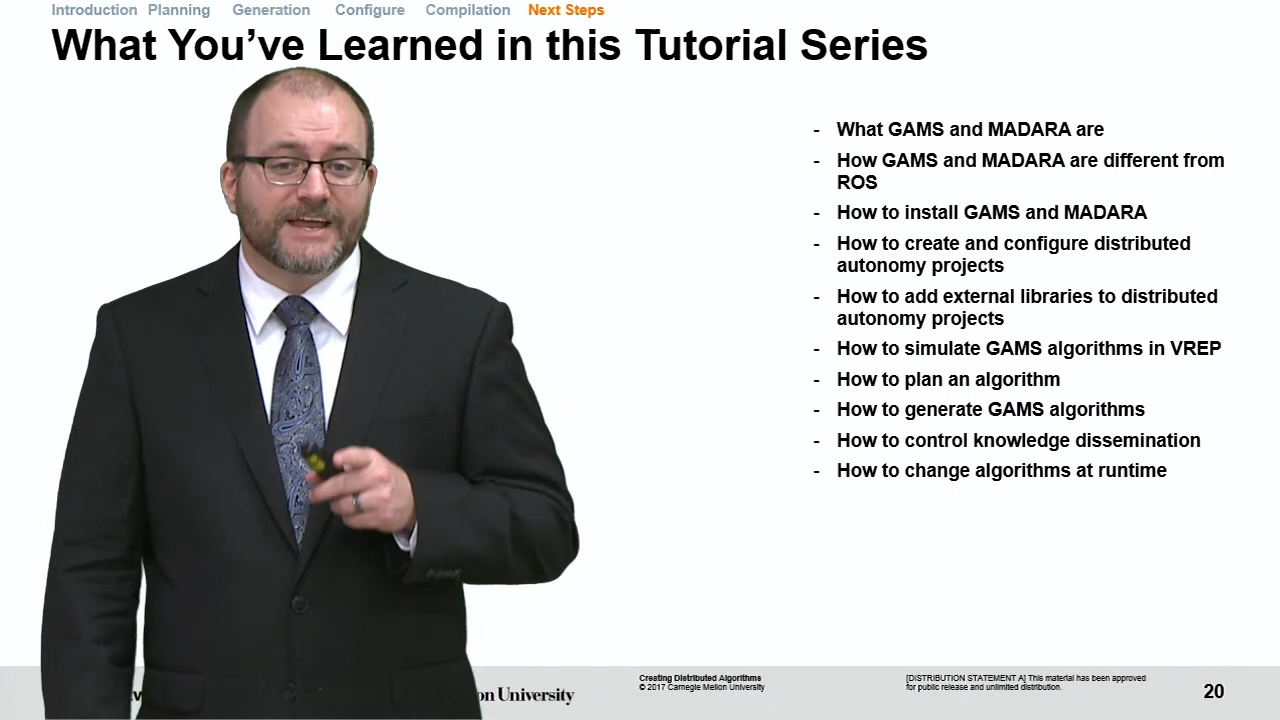 Introduction Planning Generation Configure Compilation Next Steps
What You've Learned in this Tutorial Series
- What GAMS and MADARA are
- How GAMS and MADARA are different from
ROS
- How to install GAMS and MADARA
- How to create and configure distributed
autonomy projects
- How to add external libraries to distributed
autonomy projects
- How to simulate GAMS algorithms in VREP
- How to plan an algorithm
- How to generate GAMS algorithms
- How to control knowledge dissemination
- How to change algorithms at runtime
University
Creating Distributed Algorithms
© 2017 Carnegie Mellon University
[DISTRIBUTION STATEMENT A] This material has been approved
for public release and unlimited distribution.
20